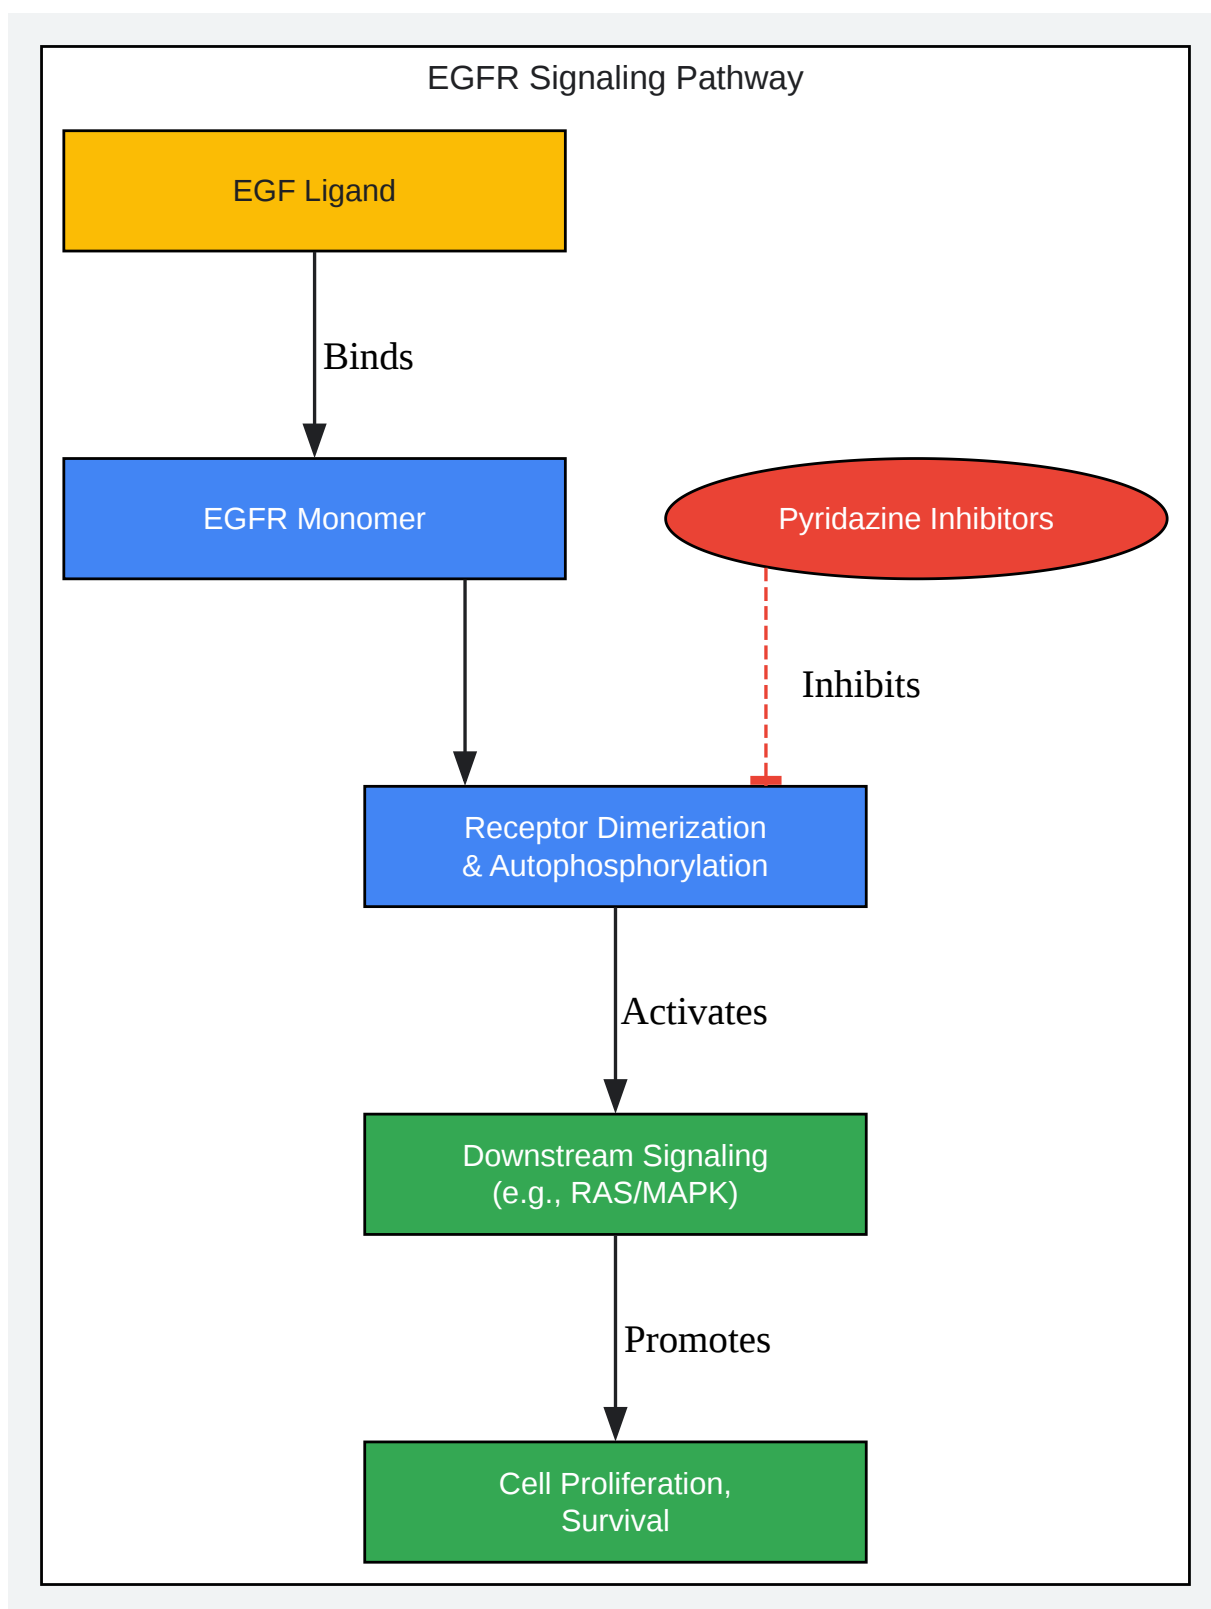 EGFR Signaling Pathway
EGF Ligand
Binds
EGFR Monomer
Pyridazine Inhibitors
Inhibits
Receptor Dimerization
& Autophosphorylation
Activates
Downstream Signaling
(e.g., RAS/MAPK)
Promotes
Cell Proliferation,
Survival